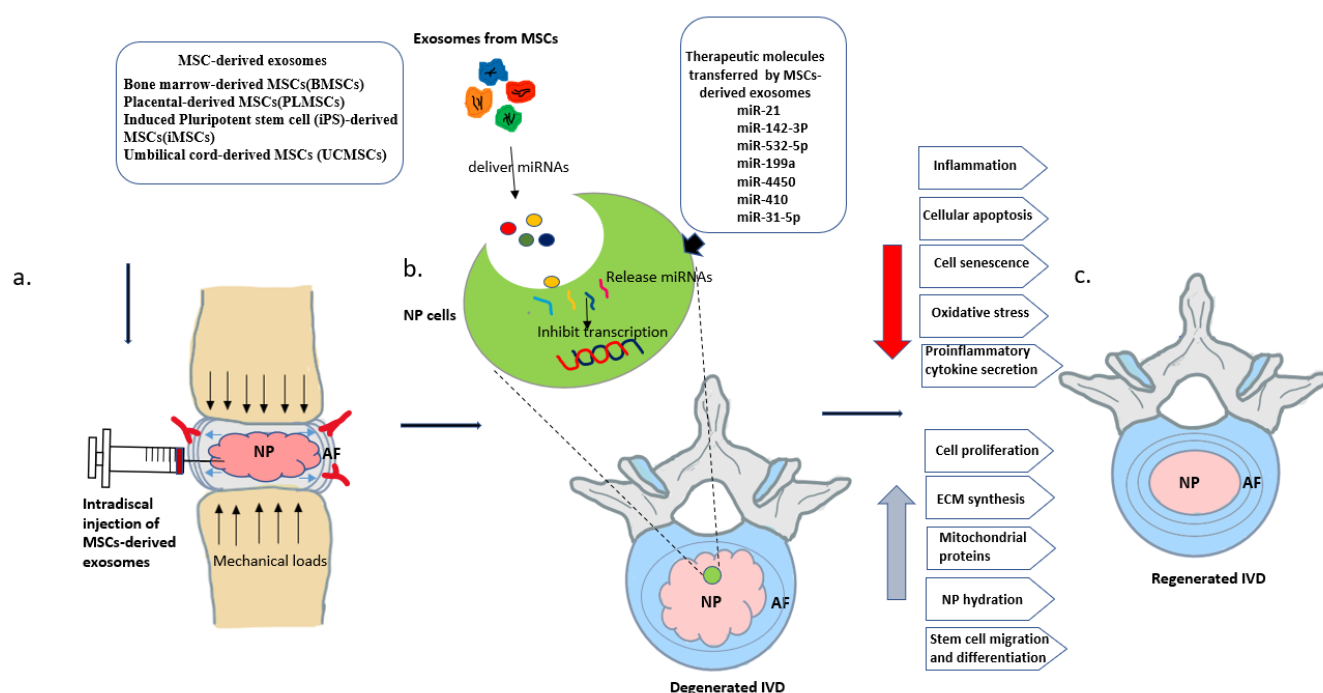 MSC-derived exosomes
Bone marrow-derived MSCs(BMSCs)
Placental-derived MSCs(PLMSCs)
Induced Pluripotent stem cell (iPS)-derived
MSCs(iMSCs)
Umbilical cord-derived MSCs (UCMSCs)
Exosomes from MSCs
deliver miRNAs
Therapeutic molecules
transferred by MSCs-
derived exosomes
miR-21
miR-142-3P
miR-532-5p
miR-199a
miR-4450
miR-410
miR-31-5p
a.
NP
AF
Intradiscal
injection of
MSCs-derived
exosomes
Mechanical loads
b.
NP cells
Release miRNAs
Inhibit transcription
NP
AF
Degenerated IVD
Inflammation
Cellular apoptosis
Cell senescence
Oxidative stress
Proinflammatory
cytokine secretion
Cell proliferation
ECM synthesis
Mitochondrial
proteins
NP hydration
Stem cell migration
and differentiation
c.
NP
AF
Regenerated IVD